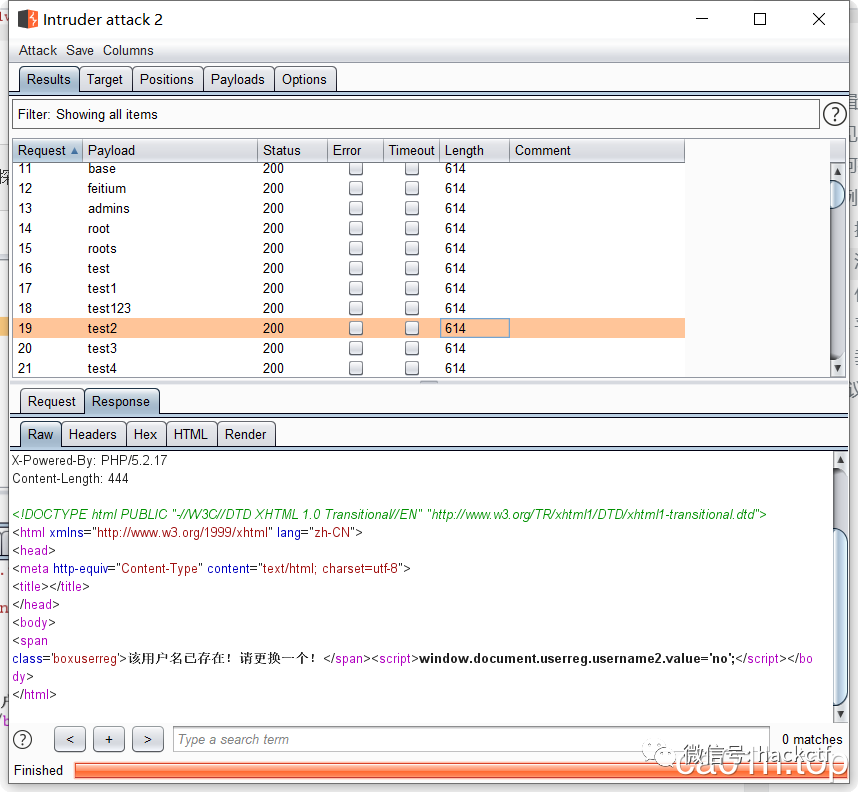 Intruder attack 2
Attack Save Columns
Results Target Positions Payloads Options
Filter: Showing all items
Request Payload Status Error Timeout Length Comment
11 base 200 614
12 feitium 200 614
13 admins 200 614
14 root 200 614
15 roots 200 614
16 test 200 614
17 test1 200 614
18 test123 200 614
19 test2 200 614
20 test3 200 614
21 test4 200 614
Request Response
Raw Headers Hex HTML Render
X-Powered-By: PHP/5.2.17
Content-Length: 444
<!DOCTYPE html PUBLIC "-//W3C//DTD XHTML 1.0 Transitional//EN" "http://www.w3.org/TR/xhtml1/DTD/xhtml1-transitional.dtd">
<html xmlns="http://www.w3.org/1999/xhtml" lang="zh-CN">
<head>
<meta http-equiv="Content-Type" content="text/html; charset=utf-8">
<title></title>
</head>
<body>
<span
class='boxuserreg'>该用户名已存在！请更换一个！</span><script>window.document.userreg.username2.value='no';</script></bo
dy>
</html>
? < + > Type a search term 0 matches
微信号: hackctf
Finished